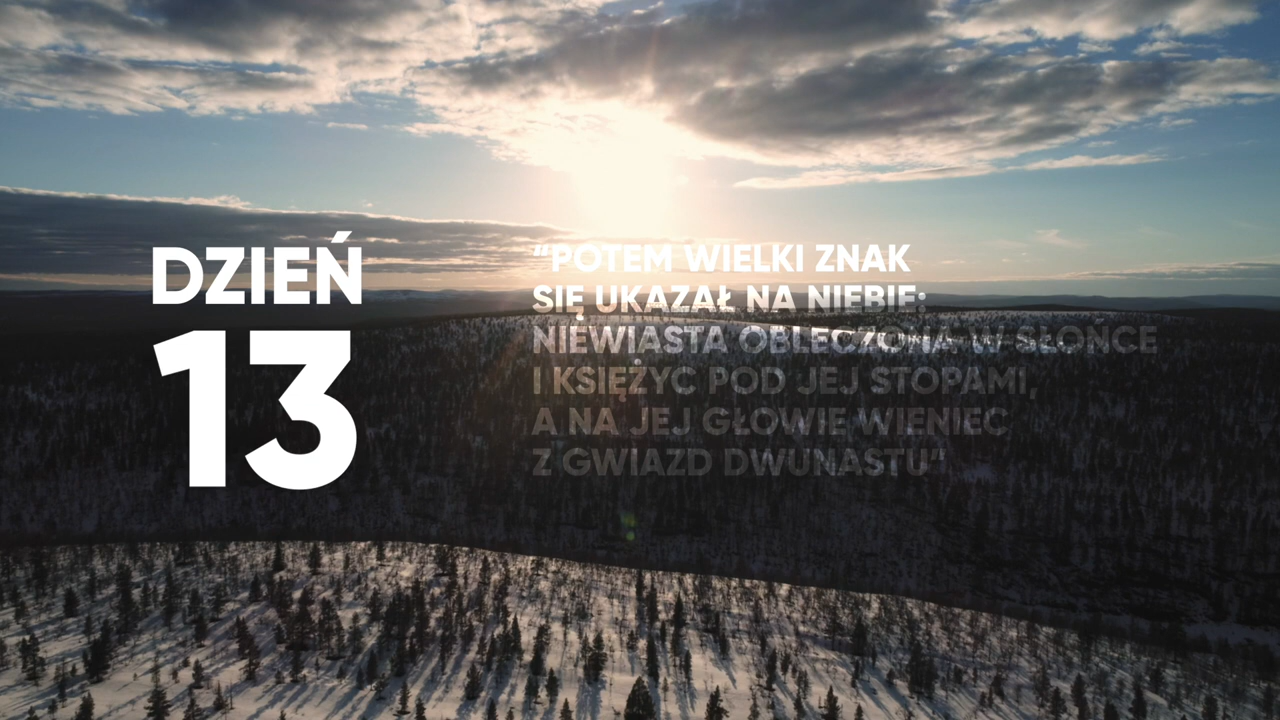 DZIEŃ
13
“POTEM WIELKI ZNAK
SIĘ UKAZAŁ NA NIEBIE:
NIEWIASTA OBLECZONA W SŁOŃCE
I KSIĘŻYC POD JEJ STOPAMI,
A NA JEJ GŁOWIE WIENIEC
Z GWIAZD DWUNASTU”